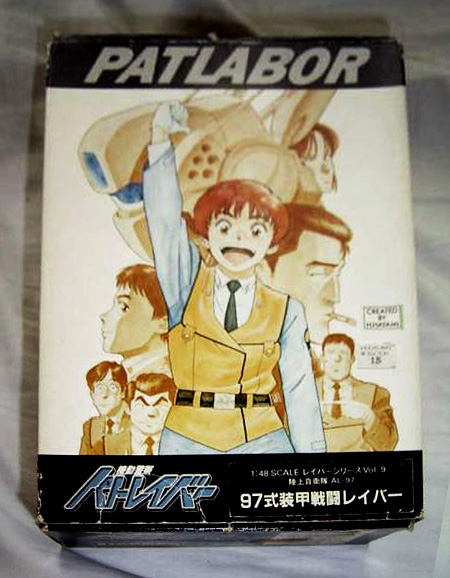 PATLABOR
CREATED
BY
15
機動警察
パトレイバー
1:48 SCALE レイバーシリーズ Vol. 9
陸上自衛隊 AL-97
97式装甲戦闘レイバー